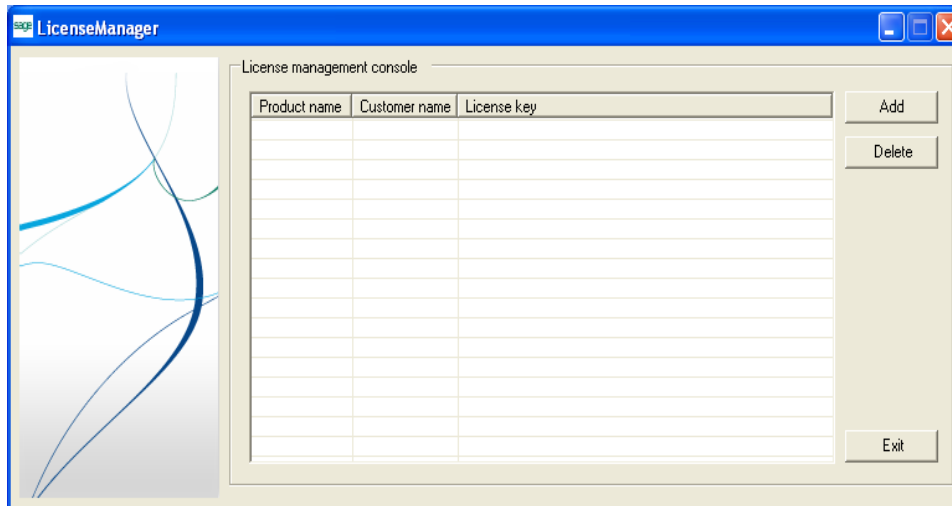 sage LicenseManager
License management console
Product name Customer name License key
Add
Delete
Exit